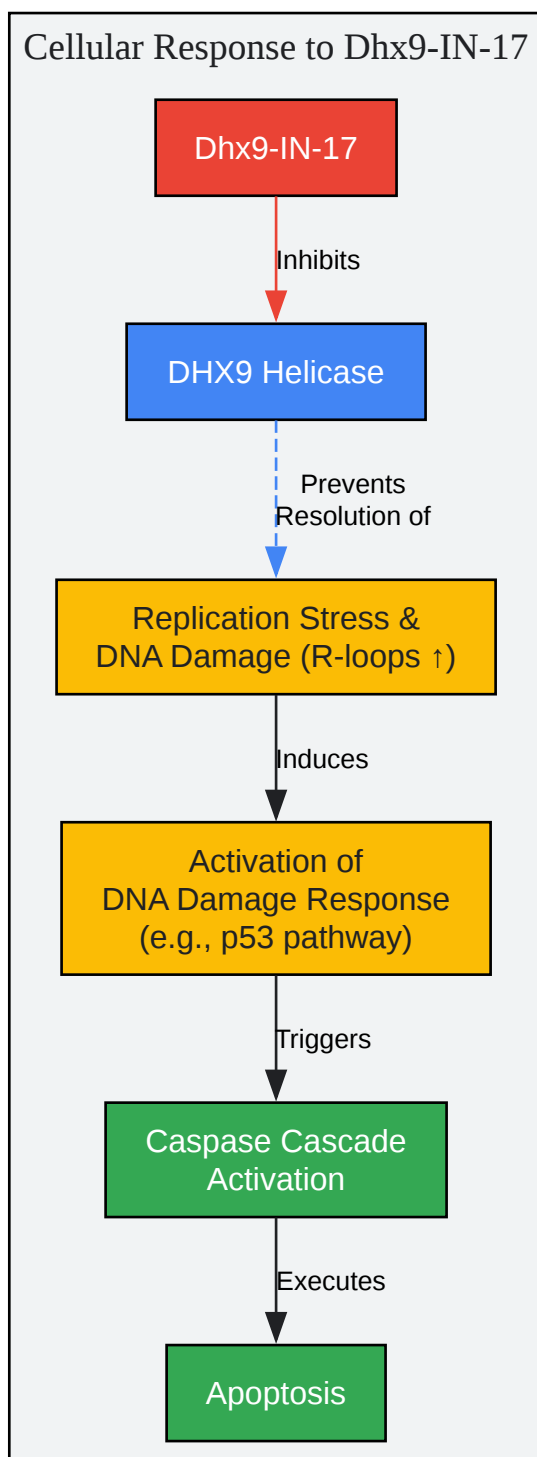 Cellular Response to Dhx9-IN-17
Dhx9-IN-17
Inhibits
DHX9 Helicase
Prevents
Resolution of
Replication Stress &
DNA Damage (R-loops ↑)
Induces
Activation of
DNA Damage Response
(e.g., p53 pathway)
Triggers
Caspase Cascade
Activation
Executes
Apoptosis